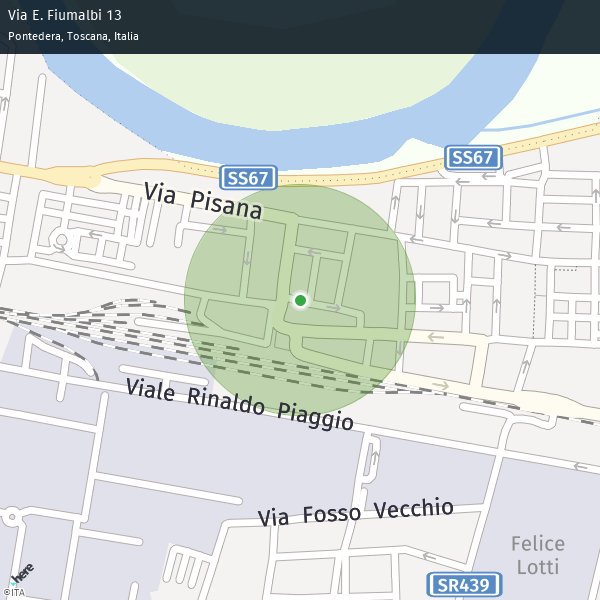 Via E. Fiumalbi 13
Pontedera, Toscana, Italia
SS67
SS67
Via Pisana
Viale Rinaldo Piaggio
Via Fosso Vecchio
Felice
Lotti
SR439
here
©ITA